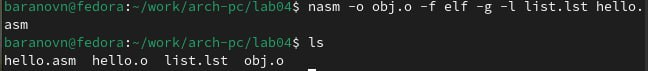 baranovn@fedora:~/work/arch-pc/lab04$ nasm -o obj.o -f elf -g -l list.lst hello.
asm
baranovn@fedora:~/work/arch-pc/lab04$ ls
hello.asm  hello.o  list.lst  obj.o